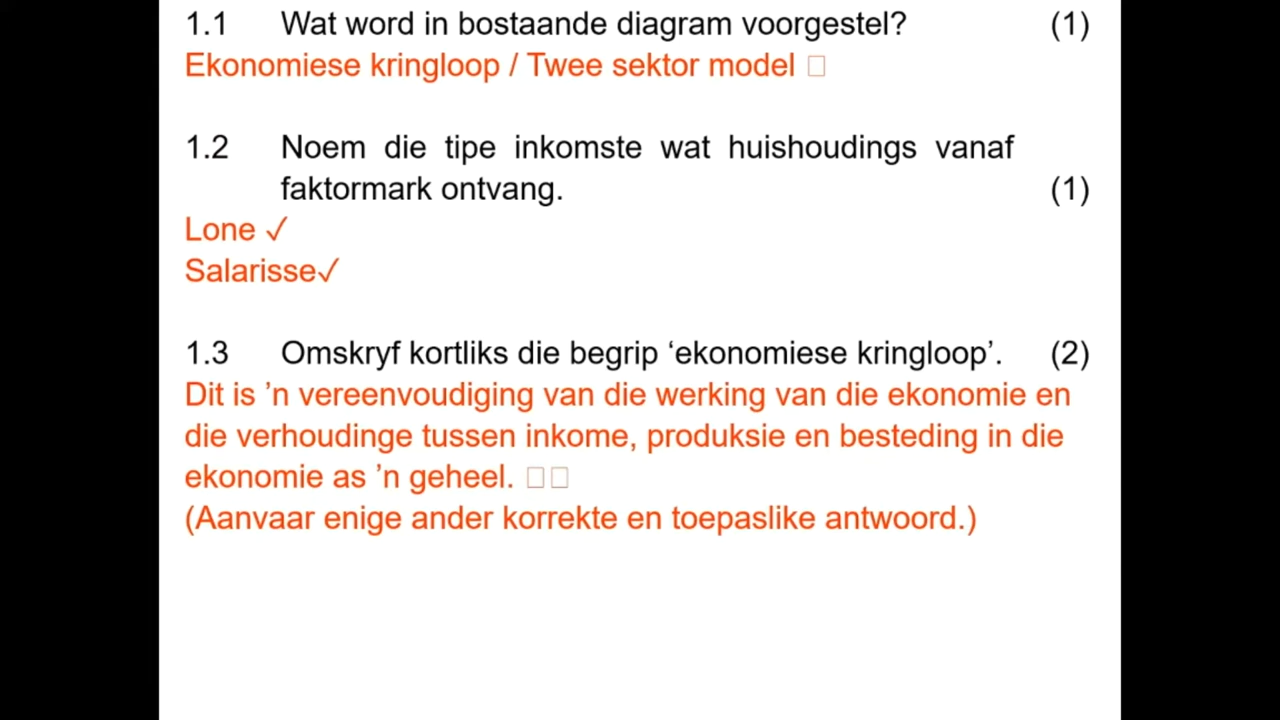 1.1 Wat word in bostaande diagram voorgestel? (1)
Ekonomiese kringloop / Twee sektor model □
1.2 Noem die tipe inkomste wat huishoudings vanaf
faktormark ontvang. (1)
Lone ✓
Salarisse✓
1.3 Omskryf kortliks die begrip ‘ekonomiese kringloop’. (2)
Dit is ’n vereenvoudiging van die werking van die ekonomie en
die verhoudinge tussen inkome, produksie en besteding in die
ekonomie as ’n geheel. □□
(Aanvaar enige ander korrekte en toepaslike antwoord.)